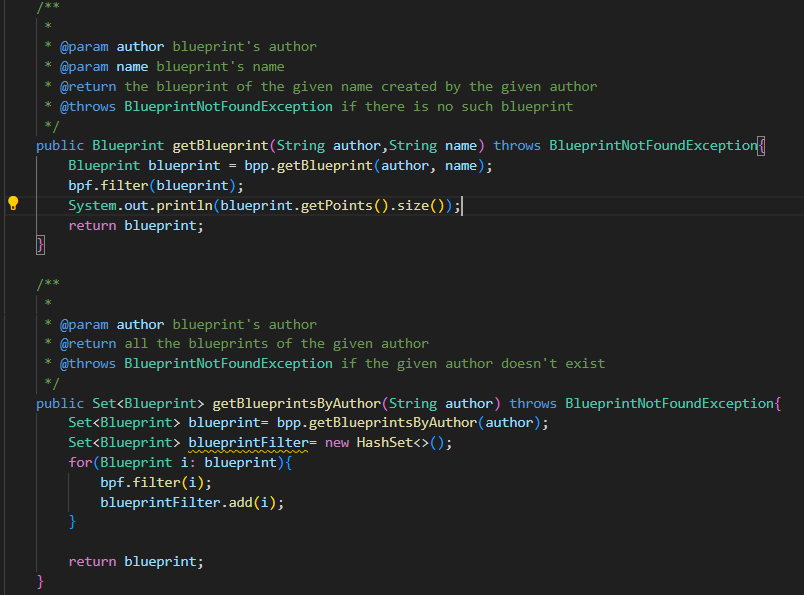 /**
 *
 * @param author blueprint's author
 * @param name blueprint's name
 * @return the blueprint of the given name created by the given author
 * @throws BlueprintNotFoundException if there is no such blueprint
 */
public Blueprint getBlueprint(String author,String name) throws BlueprintNotFoundException{
    Blueprint blueprint = bpp.getBlueprint(author, name);
    bpf.filter(blueprint);
    System.out.println(blueprint.getPoints().size());
    return blueprint;
}
/**
 *
 * @param author blueprint's author
 * @return all the blueprints of the given author
 * @throws BlueprintNotFoundException if the given author doesn't exist
 */
public Set<Blueprint> getBlueprintsByAuthor(String author) throws BlueprintNotFoundException{
    Set<Blueprint> blueprint= bpp.getBlueprintsByAuthor(author);
    Set<Blueprint> blueprintFilter= new HashSet<>();
    for(Blueprint i: blueprint){
        bpf.filter(i);
        blueprintFilter.add(i);
    }
    return blueprint;
}